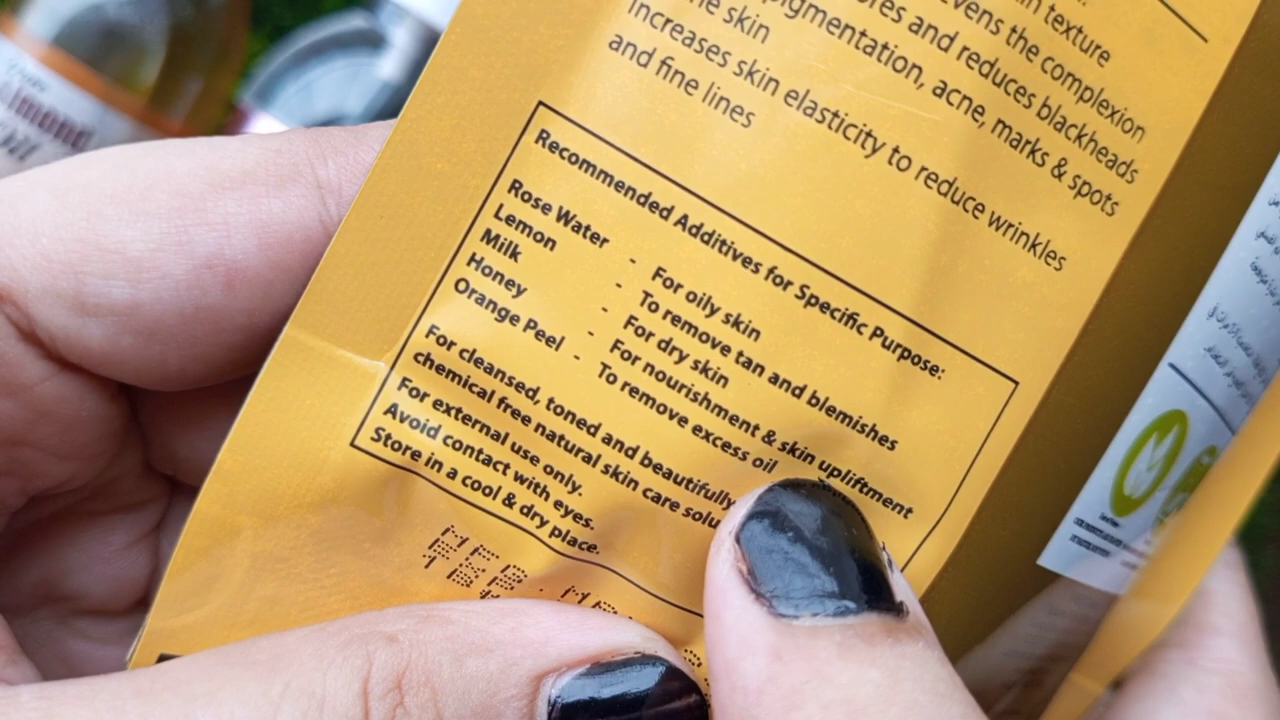 texture
evens the complexion
and reduces blackheads
pigmentation, acne, marks & spots
skin
Increases skin elasticity to reduce wrinkles
and fine lines
Recommended Additives for Specific Purpose:
Rose Water - For oily skin
Lemon - To remove tan and blemishes
Milk - For dry skin
Honey - For nourishment & skin upliftment
Orange Peel - To remove excess oil
For cleansed, toned and beautifully
chemical free natural skin care
For external use only.
Avoid contact with eyes.
Store in a cool & dry place.